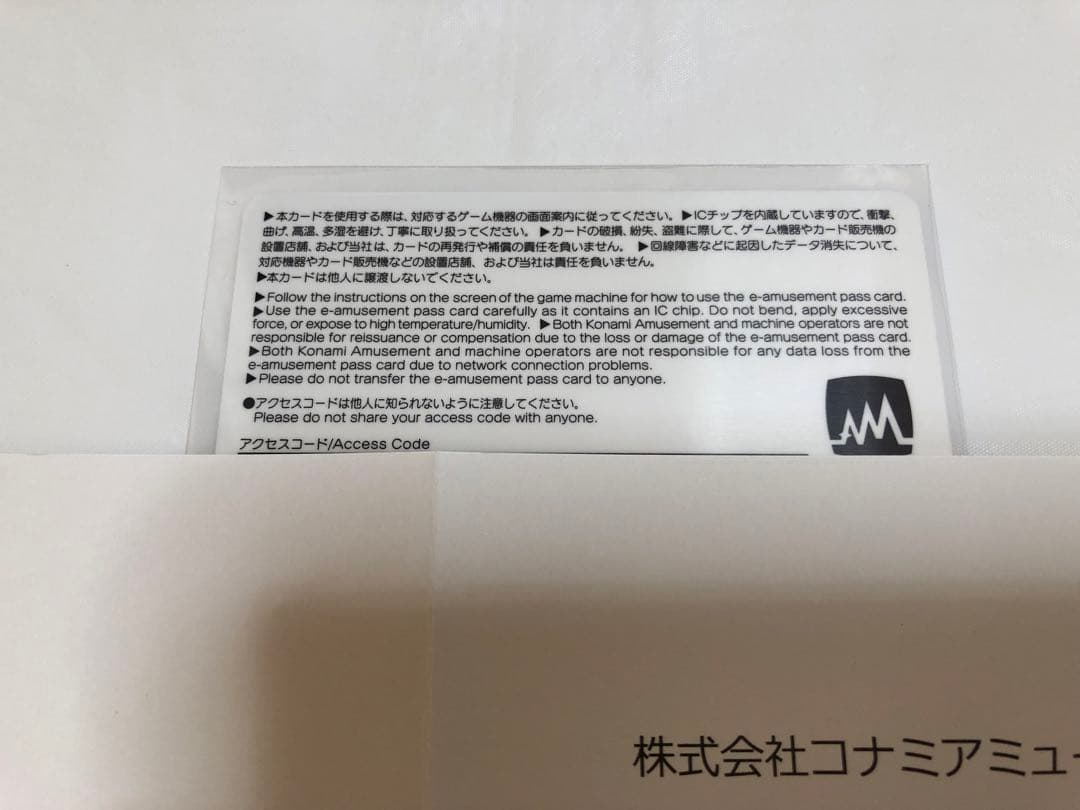 ▶本カードを使用する際は、対応するゲーム機器の画面案内に従ってください。▶ICチップを内蔵していますので、衝撃、
曲げ、高温、多湿を避け、丁寧に取り扱ってください。▶カードの破損、紛失、盗難に際して、ゲーム機器やカード販売機の
設置店舗、および当社は、カードの再発行や補償の責任を負いません。▶回線障害などに起因したデータ消失について、
対応機器やカード販売機などの設置店舗、および当社は責任を負いません。
▶本カードは他人に譲渡しないでください。
▶Follow the instructions on the screen of the game machine for how to use the e-amusement pass card.
▶Use the e-amusement pass card carefully as it contains an IC chip. Do not bend, apply excessive
force, or expose to high temperature/humidity. ▶Both Konami Amusement and machine operators are not
responsible for reissuance or compensation due to the loss or damage of the e-amusement pass card.
▶Both Konami Amusement and machine operators are not responsible for any data loss from the
e-amusement pass card due to network connection problems.
▶Please do not transfer the e-amusement pass card to anyone.
●アクセスコードは他人に知られないように注意してください。
Please do not share your access code with anyone.
アクセスコード/Access Code
株式会社コナミアミュー